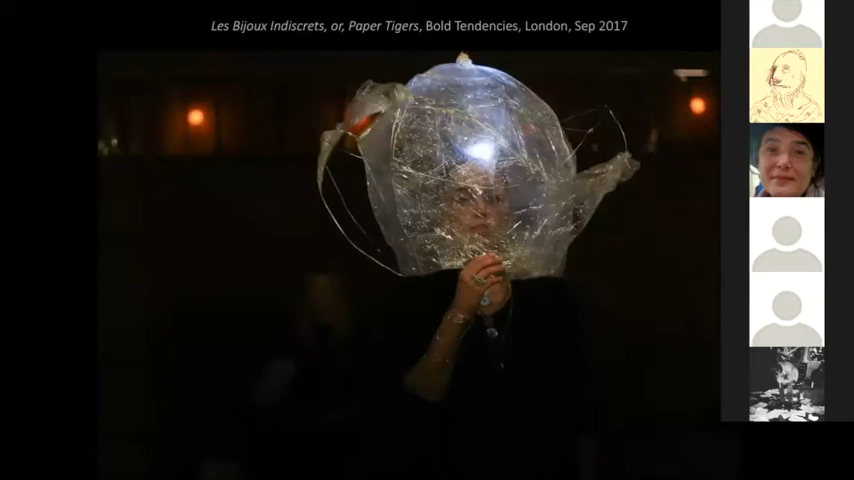 Les Bijoux Indiscrets, or, Paper Tigers, Bold Tendencies, London, Sep 2017